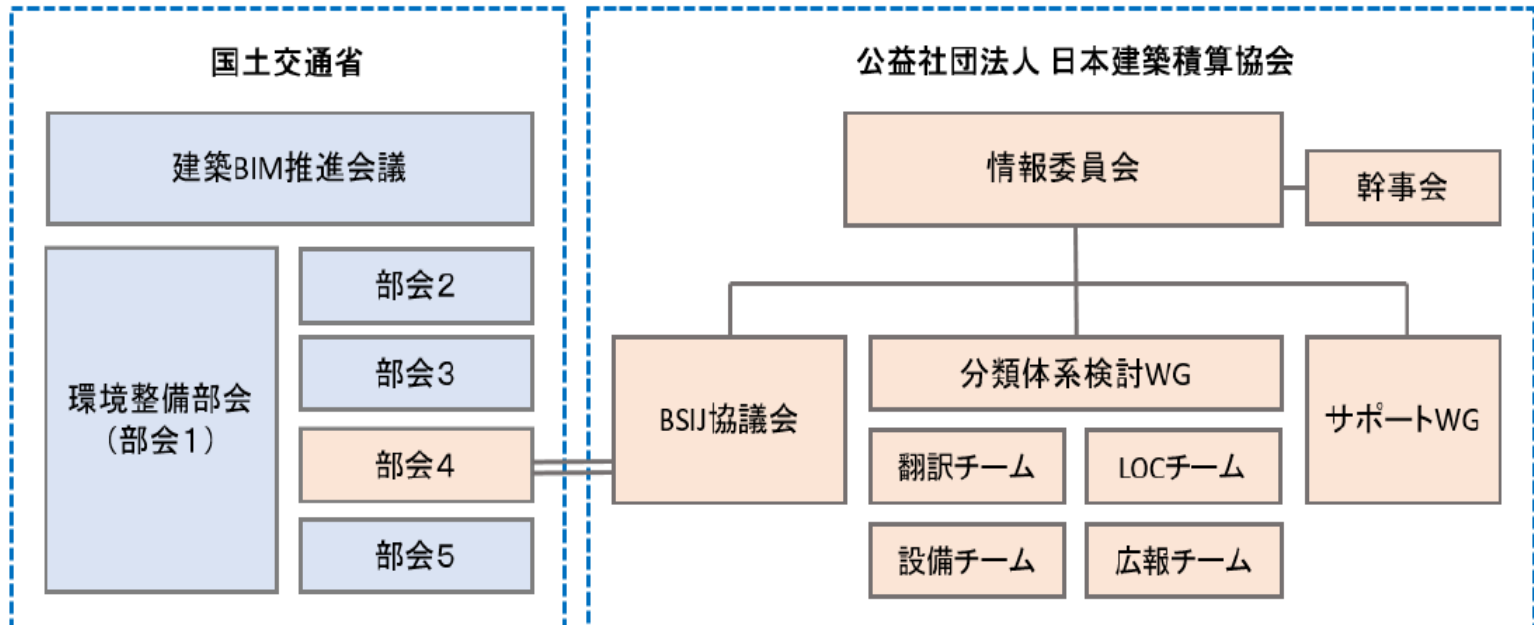 国土交通省
建築BIM推進会議
環境整備部会
（部会1）
部会2
部会3
部会4
部会5
公益社団法人 日本建築積算協会
情報委員会
幹事会
BSIJ協議会
分類体系検討WG
翻訳チーム
LOCチーム
設備チーム
広報チーム
サポートWG